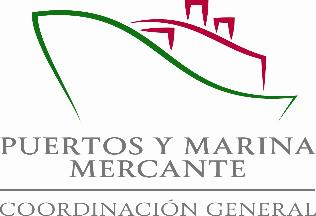 PUERTOS Y MARINA
MERCANTE
COORDINACIÓN GENERAL